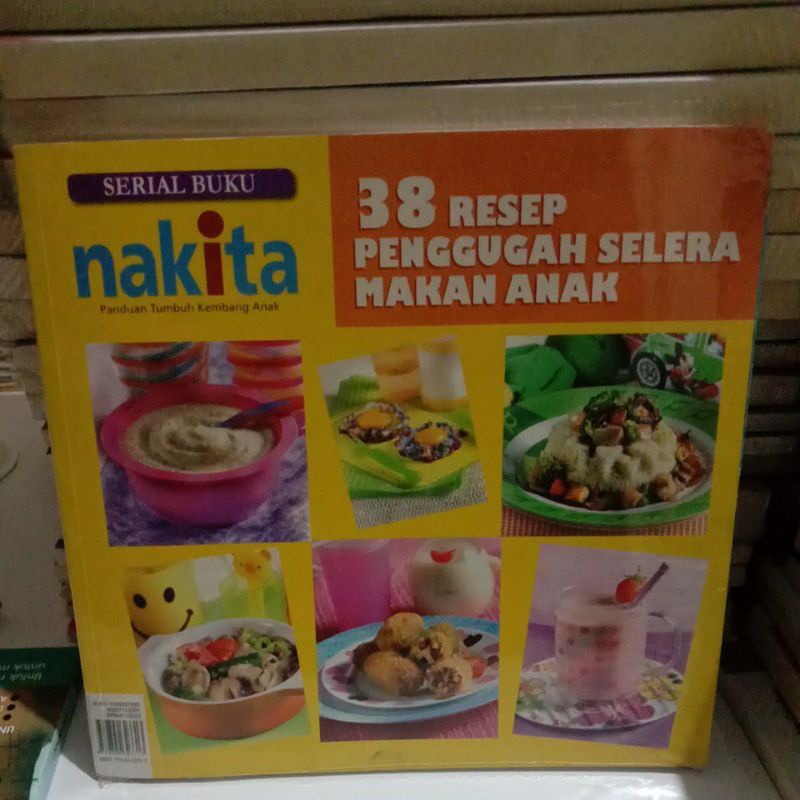 SERIAL BUKU
nakita
Panduan Tumbuh Kembang Anak
38 RESEP
PENGGUGAH SELERA
MAKAN ANAK